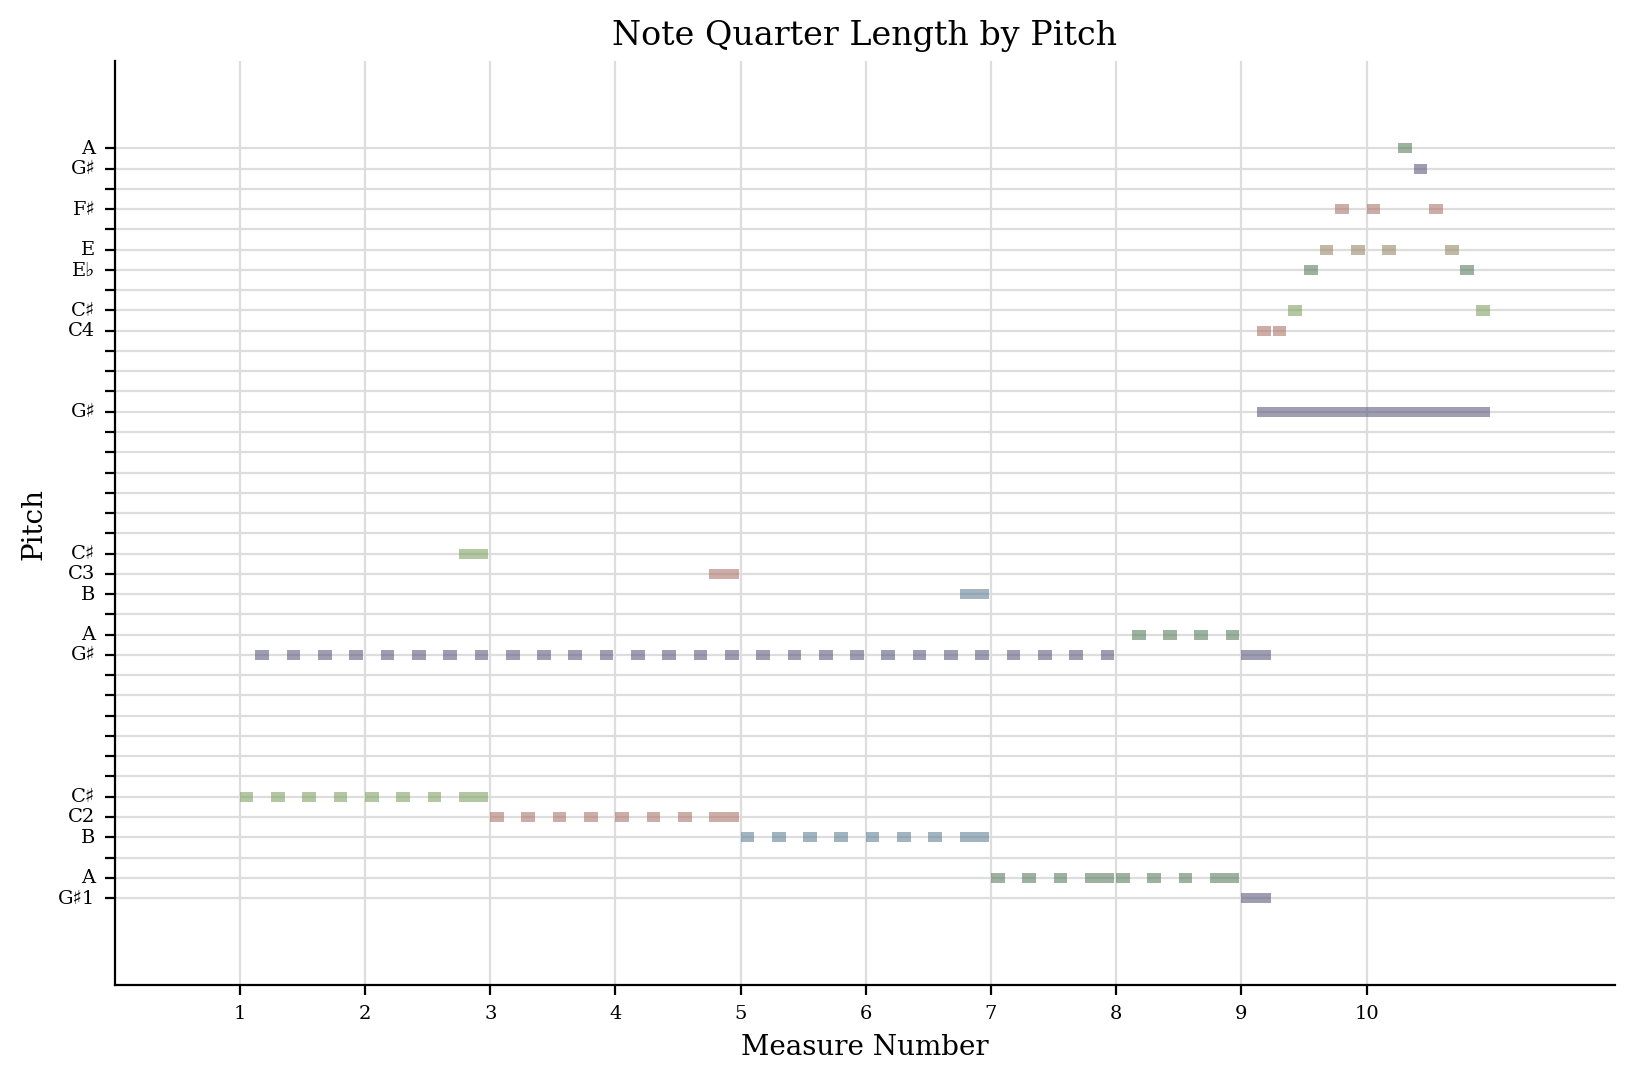 Note Quarter Length by Pitch
A
G♯
F♯
E
E♭
C♯
C4
G♯
C♯
C3
B
A
G♯
C♯
C2
B
A
G♯1
Pitch
1 2 3 4 5 6 7 8 9 10
Measure Number